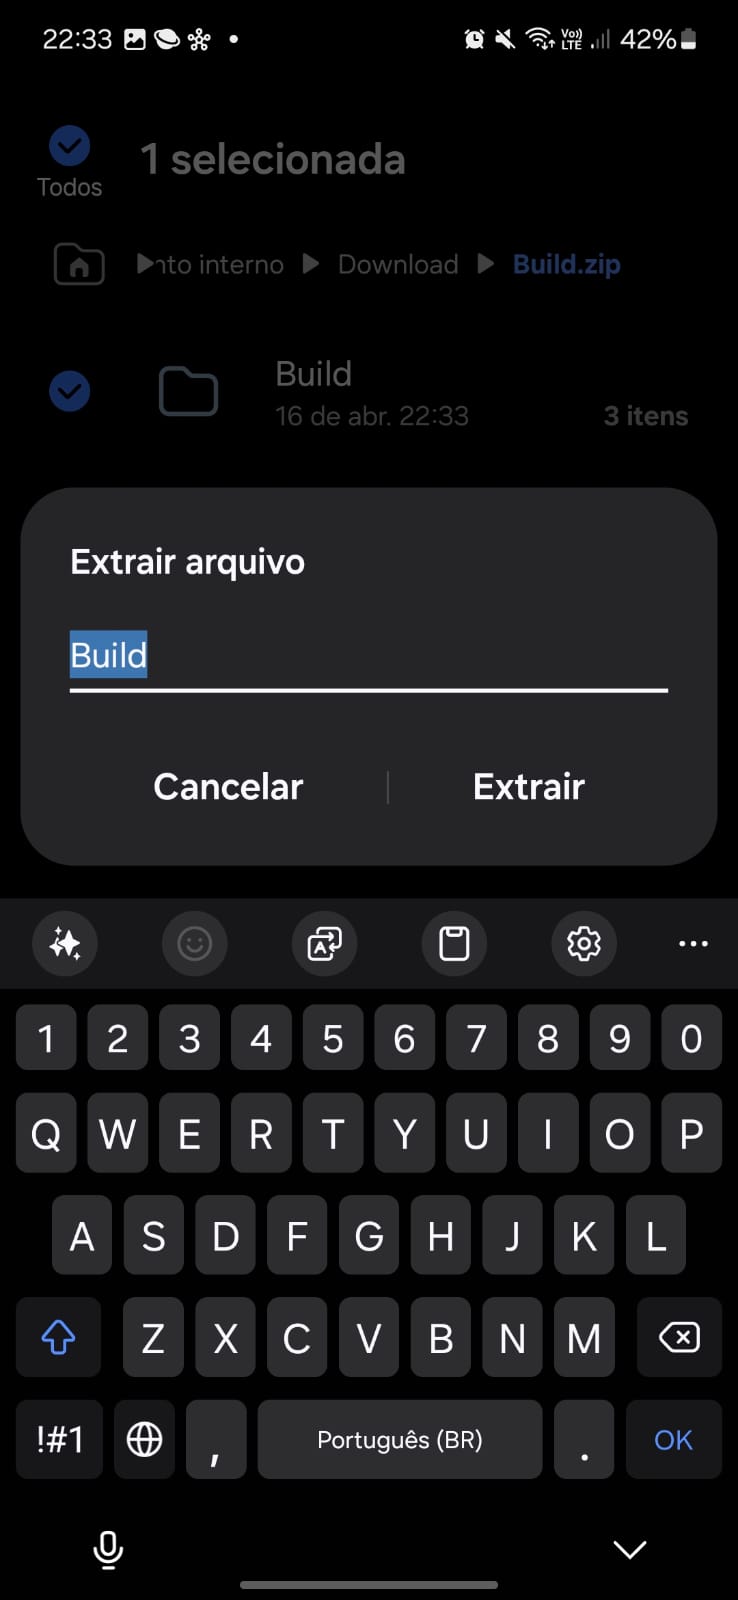 22:33 Vo)) LTE 42%
1 selecionada
Todos
nto interno Download Build.zip
Build
16 de abr. 22:33 3 itens
Extrair arquivo
Build
Cancelar Extrair
1 2 3 4 5 6 7 8 9 0
Q W E R T Y U I O P
A S D F G H J K L
Z X C V B N M
!#1 , Português (BR) . OK